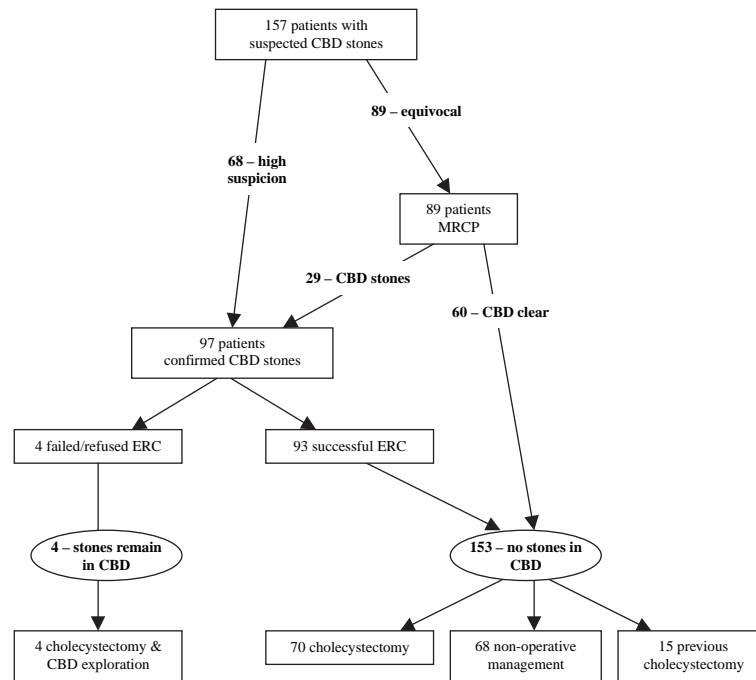 157 patients with
suspected CBD stones
89 – equivocal
68 – high
suspicion
89 patients
MRCP
29 – CBD stones
60 – CBD clear
97 patients
confirmed CBD stones
4 failed/refused ERC
93 successful ERC
4 – stones remain
in CBD
153 – no stones in
CBD
4 cholecystectomy &
CBD exploration
70 cholecystectomy
68 non-operative
management
15 previous
cholecystectomy